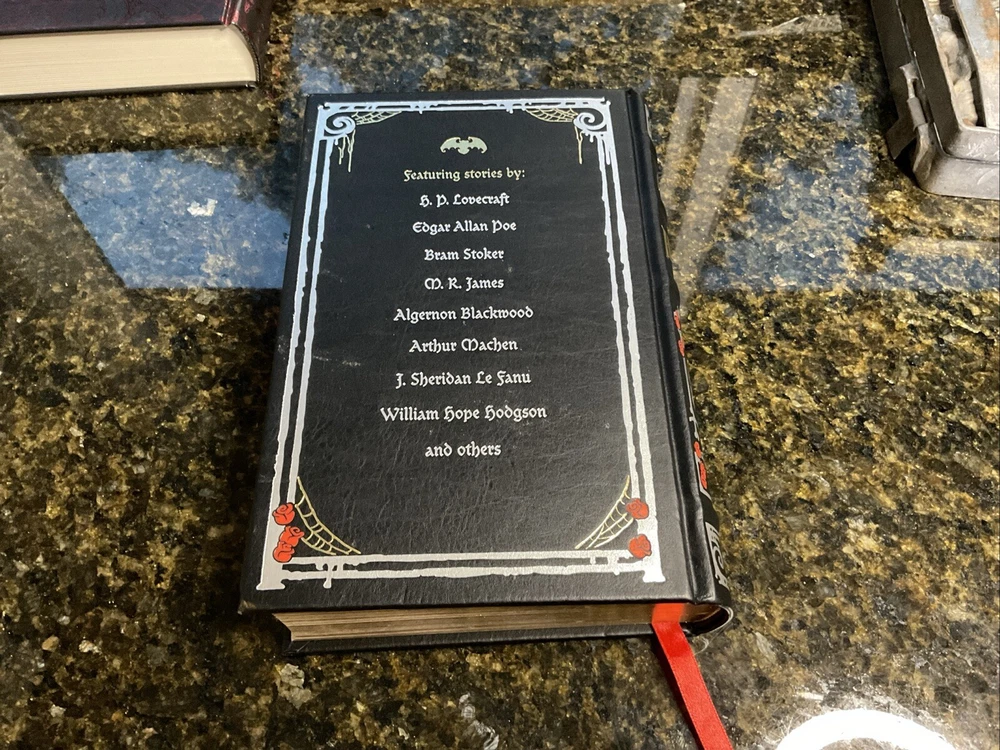 Featuring stories by:
H. P. Lovecraft
Edgar Allan Poe
Bram Stoker
M. R. James
Algernon Blackwood
Arthur Machen
J. Sheridan Le Fanu
William Hope Hodgson
and others